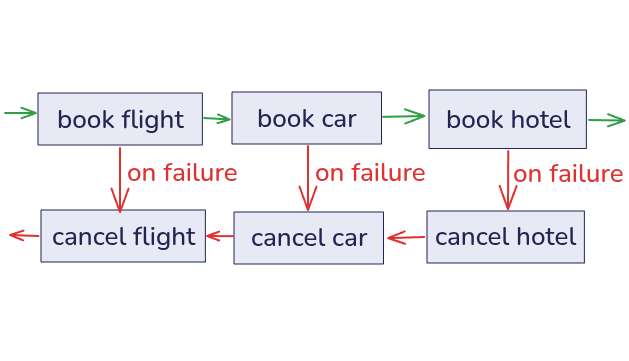 book flight
book car
book hotel
on failure
on failure
on failure
cancel flight
cancel car
cancel hotel